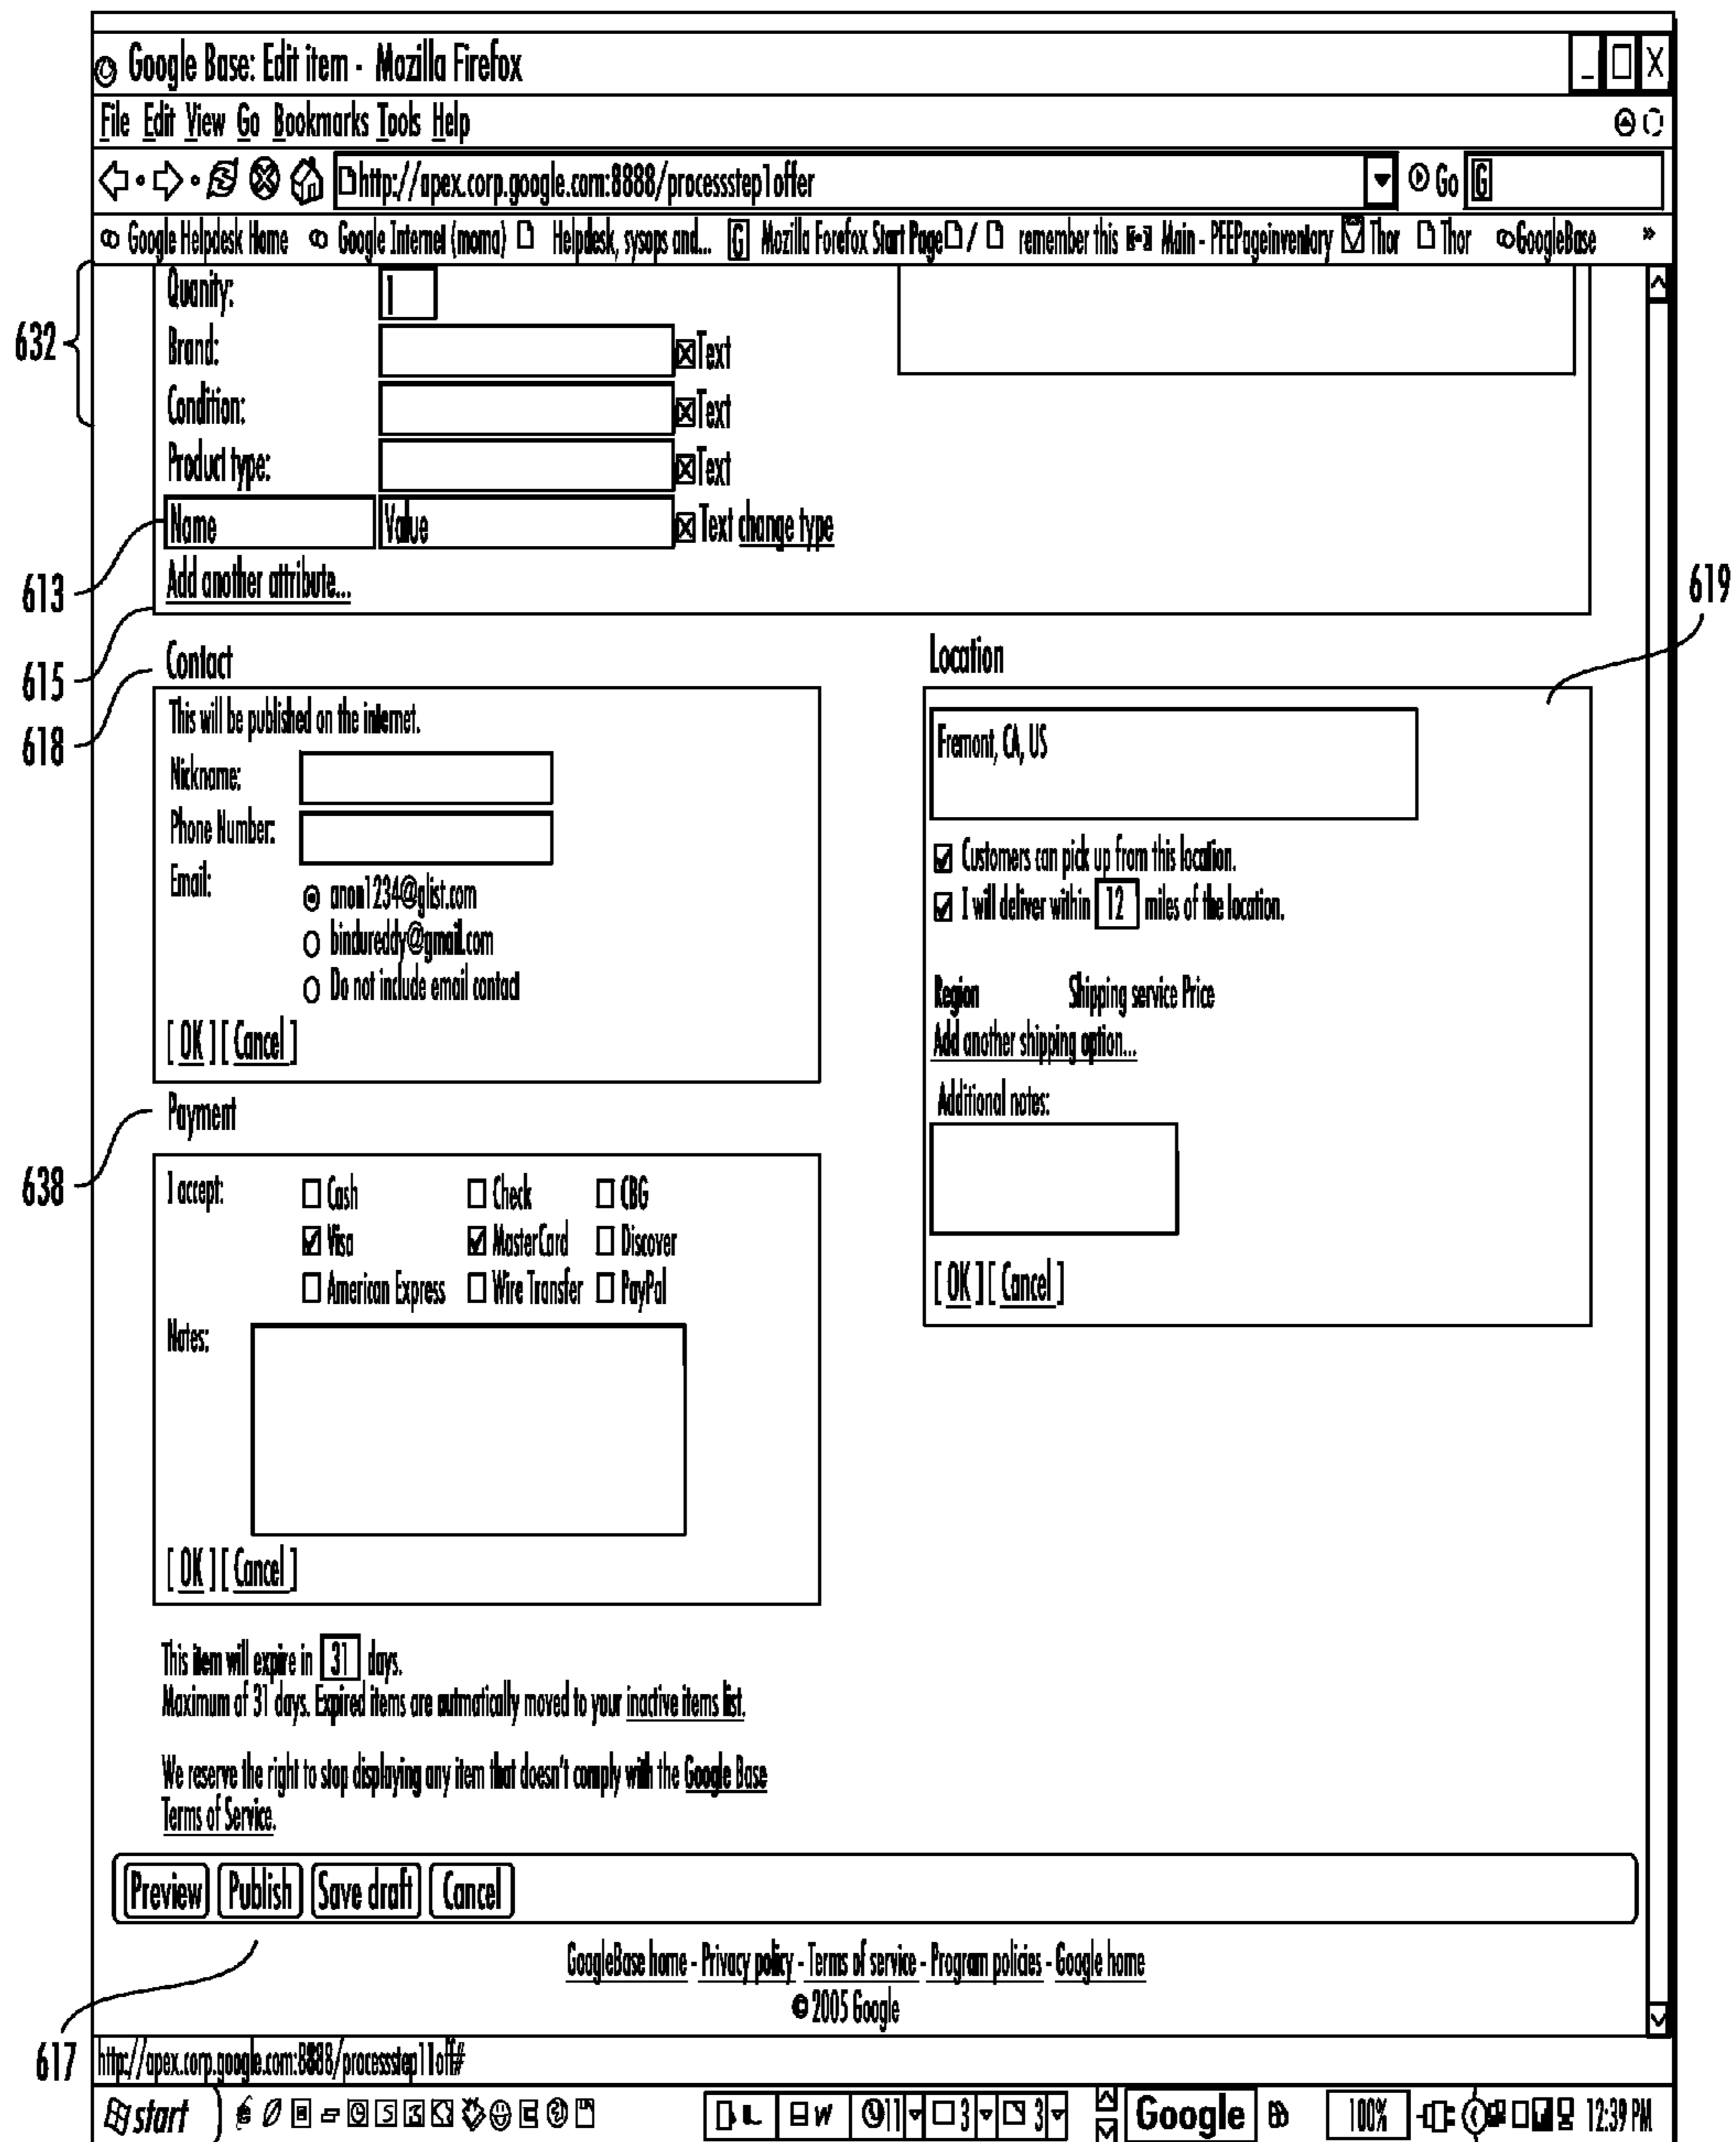 Google Base: Edit item - Mozilla Firefox
_ X
File Edit View Go Bookmarks Tools Help
http://apex.corp.google.com:8888/processstep1offer
Go G
Google Helpdesk Home Google Internet (moma) Helpdesk, sysops and... G Mozilla Forefox Start Page / remember this Main - PFEPageinventory Thor Thor GoogleBase »
632
Quanity: 1
Brand: Text
Condition: Text
Product type: Text
Name Value Text change type
613
Add another attribute...
619
615
618
Contact
This will be published on the internet.
Nickname:
Phone Number:
Email:
anom1234@glist.com
bindureddy@gmail.com
Do not include email contact
[ OK ] [ Cancel ]
Location
Fremont, CA, US
Customers can pick up from this location.
I will deliver within 12 miles of the location.
Region Shipping service Price
Add another shipping option...
Additional notes:
[ OK ] [ Cancel ]
638
Payment
I accept:
Cash Check CBG
Visa MasterCard Discover
American Express Wire Transfer PayPal
Notes:
[ OK ] [ Cancel ]
This item will expire in 31 days.
Maximum of 31 days. Expired items are autmatically moved to your inactive items list.
We reserve the right to stop displaying any item that doesn't comply with the Google Base
Terms of Service.
Preview Publish Save draft Cancel
GoogleBase home - Privacy policy - Terms of service - Program policies - Google home
© 2005 Google
617
http://apex.corp.google.com:8888/processstep11off#
start W 11 3 3 Google 100% 12:39 PM